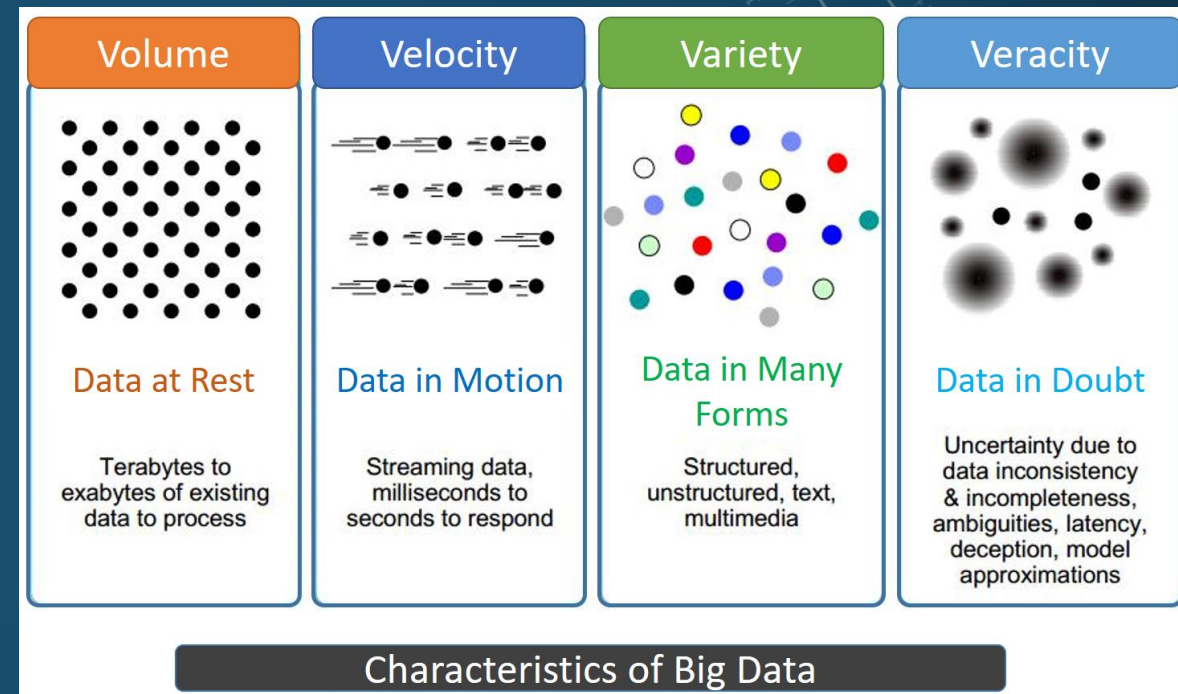 Volume
Data at Rest
Terabytes to
exabytes of existing
data to process
Velocity
Data in Motion
Streaming data,
milliseconds to
seconds to respond
Variety
Data in Many
Forms
Structured,
unstructured, text,
multimedia
Veracity
Data in Doubt
Uncertainty due to
data inconsistency
& incompleteness,
ambiguities, latency,
deception, model
approximations
Characteristics of Big Data